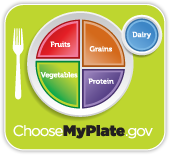 Fruits
Grains
Dairy
Vegetables
Protein
ChooseMyPlate.gov